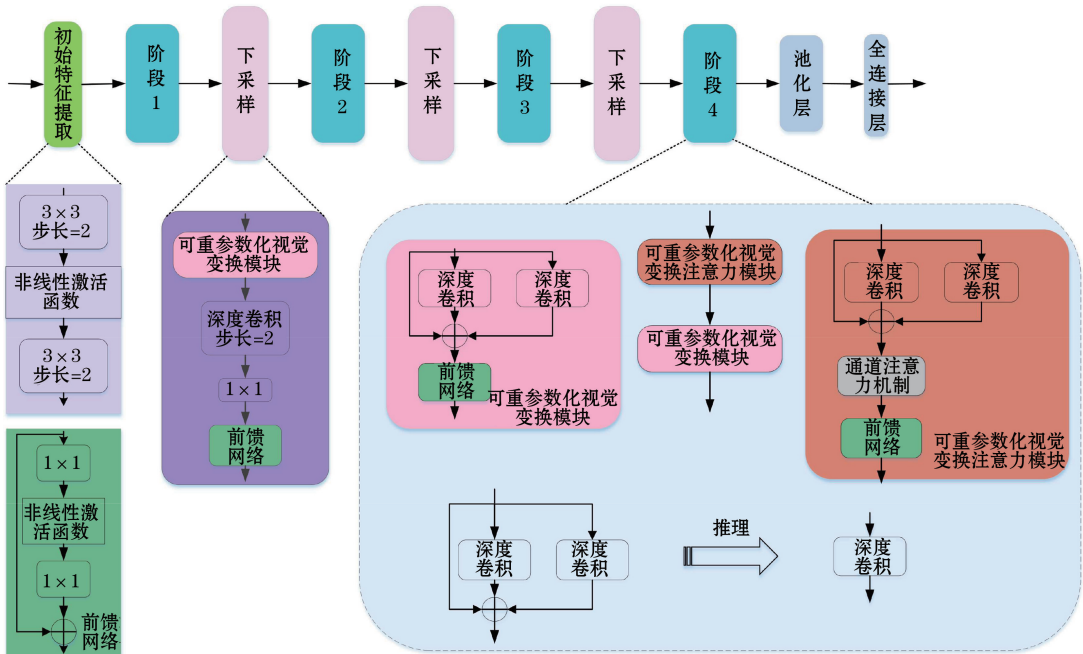 初始特征提取
阶段1
下采样
阶段2
下采样
阶段3
下采样
阶段4
池化层
全连接层
3×3
步长=2
非线性激活
函数
3×3
步长=2
1×1
非线性激
活函数
1×1
前馈
网络
可重参数化视觉
变换模块
深度卷积
步长=2
1×1
前馈
网络
深度
卷积
深度
卷积
前馈
网络
可重参数化视觉
变换模块
可重参数化视觉
变换注意力模块
可重参数化视觉
变换模块
深度
卷积
深度
卷积
通道注意
力机制
前馈
网络
可重参数化视觉
变换注意力模块
深度
卷积
深度
卷积
推理
深度
卷积